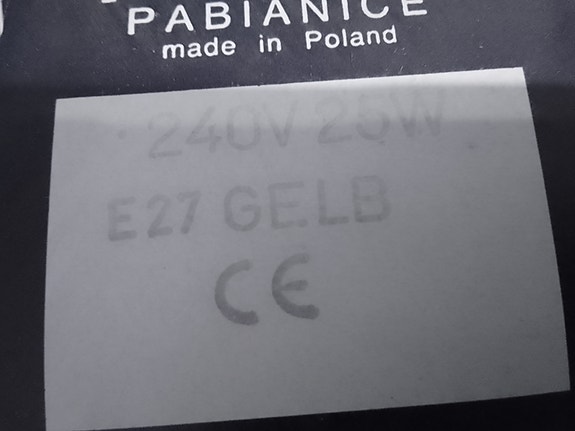 PABIANICE
made in Poland
240V 25W
E27 GELB
CE